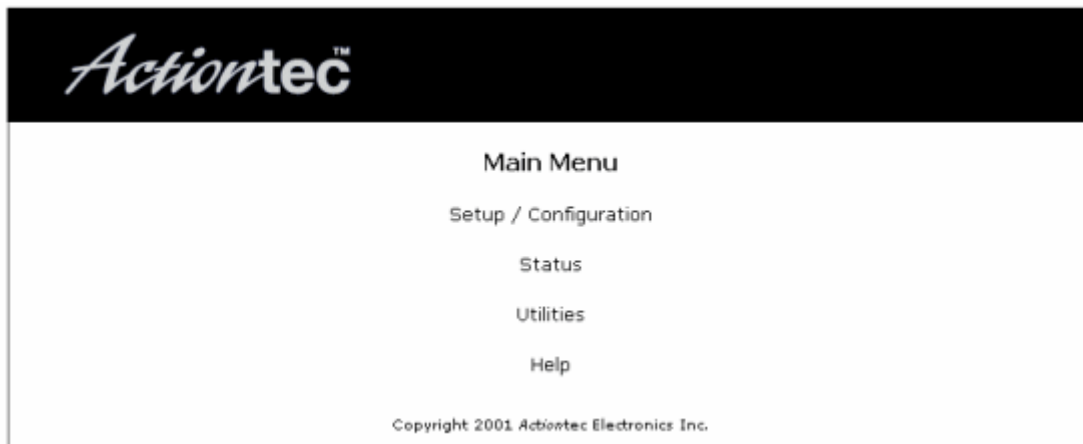 Actiontec™
Main Menu
Setup / Configuration
Status
Utilities
Help
Copyright 2001 Actiontec Electronics Inc.